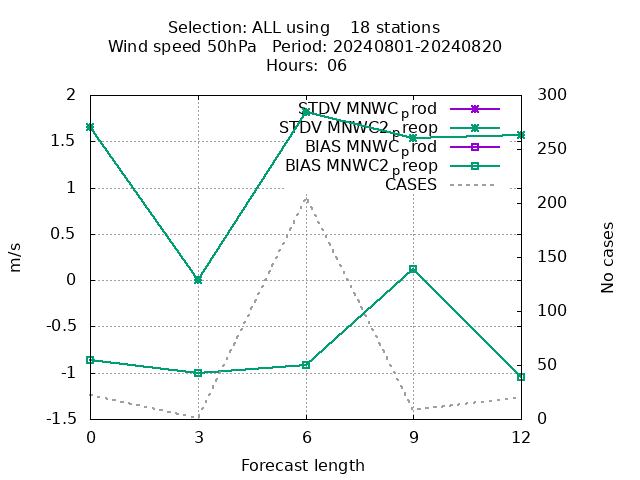 Selection: ALL using    18 stations
Wind speed 50hPa   Period: 20240801-20240820
Hours: 06
2
1.5
1
0.5
0
-0.5
-1
-1.5
300
250
200
150
100
50
0
STDV MNWC_prod
STDV MNWC2_preop
BIAS MNWC_prod
BIAS MNWC2_preop
CASES
m/s
No cases
0 3 6 9 12
Forecast length